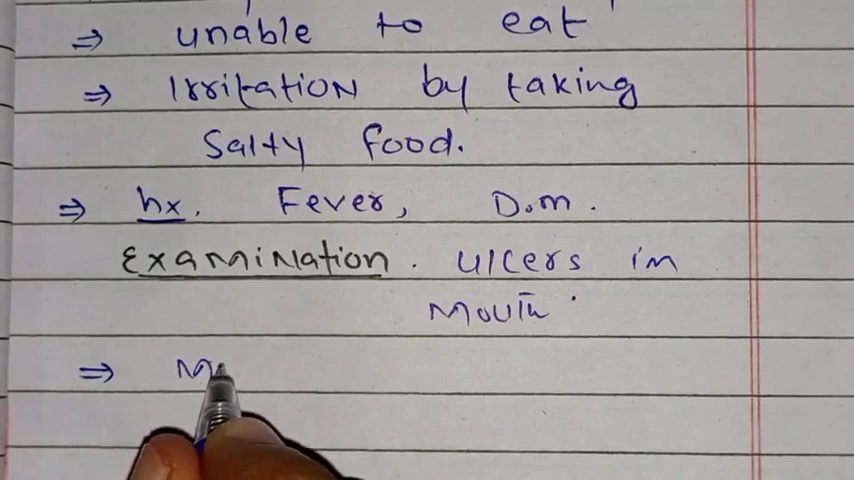 ⇒ unable to eat
⇒ Irritation by taking
Salty food.
⇒ hx. Fever, D.m.
Examination. ulcers in
Mouth.
⇒ M